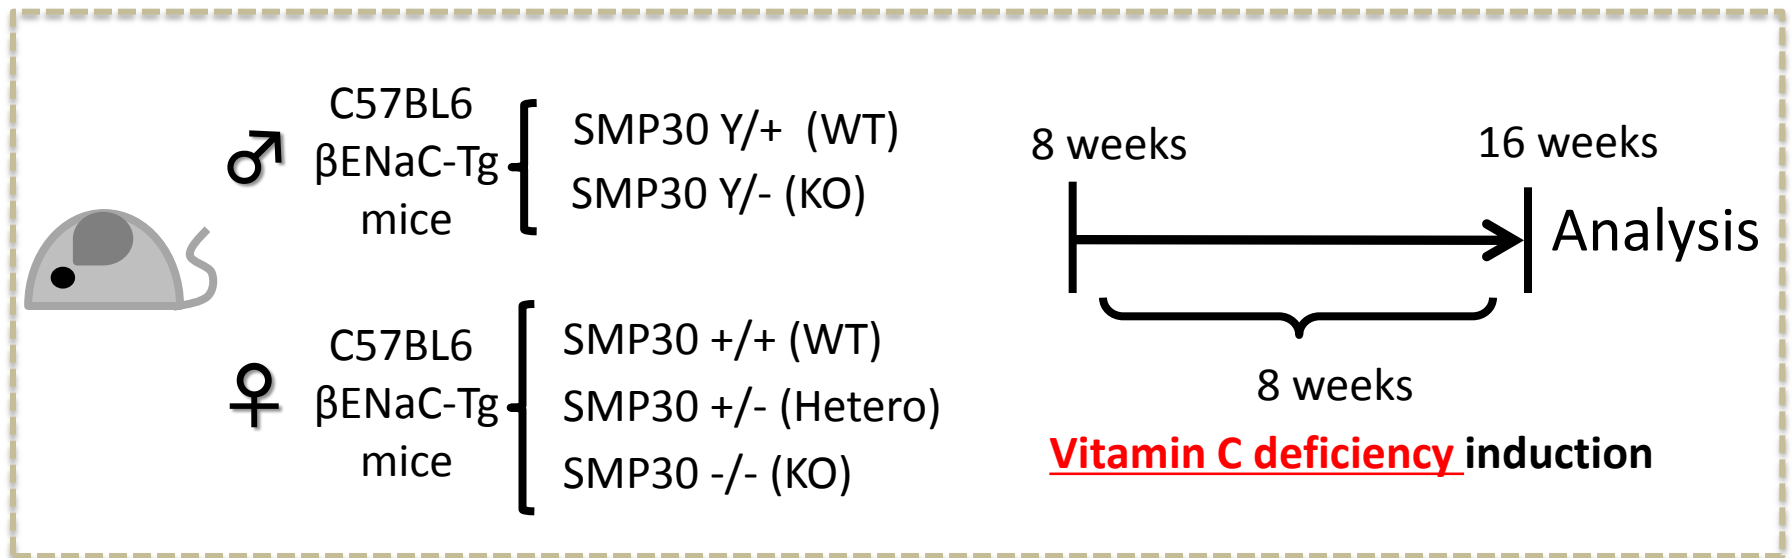 ♂
C57BL6
βENaC-Tg
mice
SMP30 Y/+ (WT)
SMP30 Y/- (KO)
♀
C57BL6
βENaC-Tg
mice
SMP30 +/+ (WT)
SMP30 +/- (Hetero)
SMP30 -/- (KO)
8 weeks
16 weeks
Analysis
8 weeks
Vitamin C deficiency induction